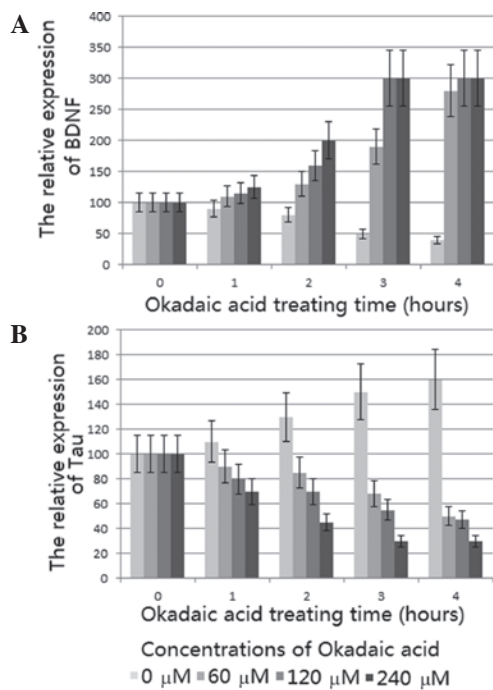 A
The relative expression
of BDNF
400
350
300
250
200
150
100
50
0
0 1 2 3 4
Okadaic acid treating time (hours)
B
The relative expression
of Tau
200
180
160
140
120
100
80
60
40
20
0
0 1 2 3 4
Okadaic acid treating time (hours)
Concentrations of Okadaic acid
0 μM 60 μM 120 μM 240 μM